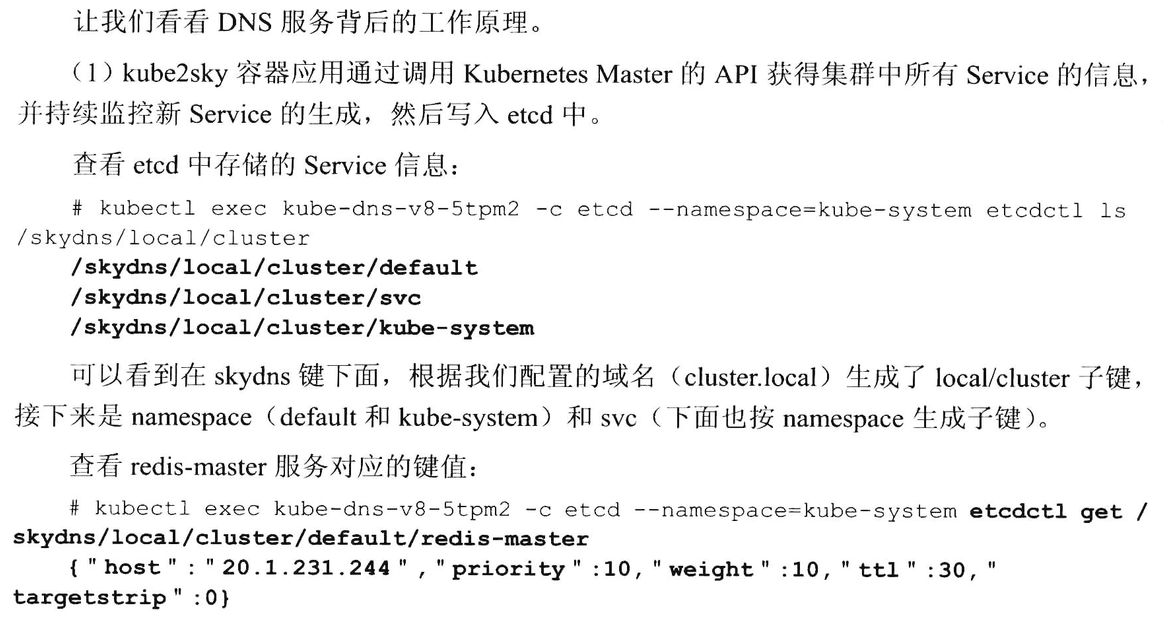 让我们看看 DNS 服务背后的工作原理。
（1）kube2sky 容器应用通过调用 Kubernetes Master 的 API 获得集群中所有 Service 的信息，
并持续监控新 Service 的生成，然后写入 etcd 中。
查看 etcd 中存储的 Service 信息：
# kubectl exec kube-dns-v8-5tpm2 -c etcd --namespace=kube-system etcdctl ls
/skydns/local/cluster
/skydns/local/cluster/default
/skydns/local/cluster/svc
/skydns/local/cluster/kube-system
可以看到在 skydns 键下面，根据我们配置的域名（cluster.local）生成了 local/cluster 子键，
接下来是 namespace（default 和 kube-system）和 svc（下面也按 namespace 生成子键）。
查看 redis-master 服务对应的键值：
# kubectl exec kube-dns-v8-5tpm2 -c etcd --namespace=kube-system etcdctl get /
skydns/local/cluster/default/redis-master
{"host":"20.1.231.244","priority":10,"weight":10,"ttl":30,"
targetstrip":0}